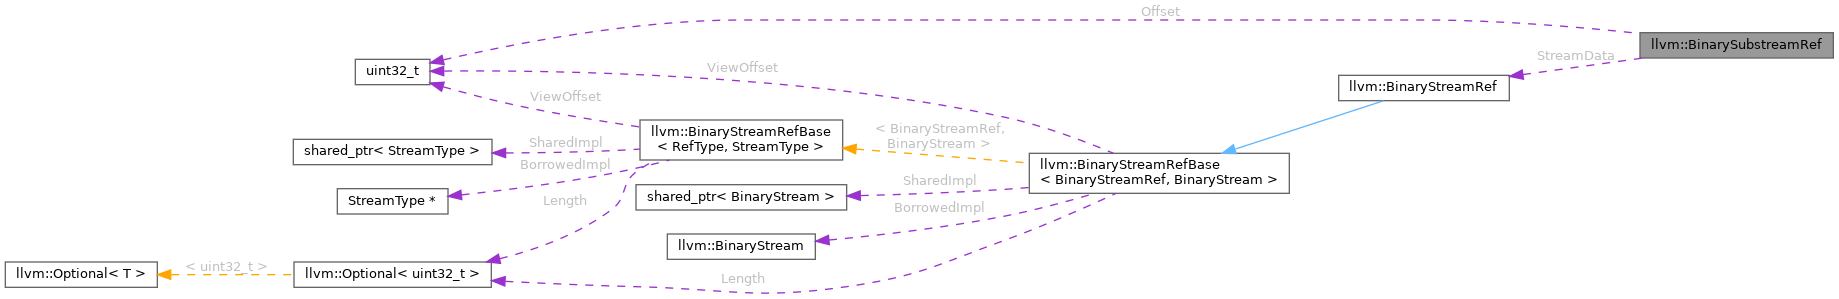 Offset
llvm::BinarySubstreamRef
StreamData
uint32_t
ViewOffset
llvm::BinaryStreamRef
ViewOffset
llvm::BinaryStreamRefBase
< RefType, StreamType >
< BinaryStreamRef,
BinaryStream >
shared_ptr< StreamType >
SharedImpl
BorrowedImpl
llvm::BinaryStreamRefBase
< BinaryStreamRef, BinaryStream >
StreamType *
Length
shared_ptr< BinaryStream >
SharedImpl
BorrowedImpl
llvm::BinaryStream
llvm::Optional< T >
< uint32_t >
llvm::Optional< uint32_t >
Length